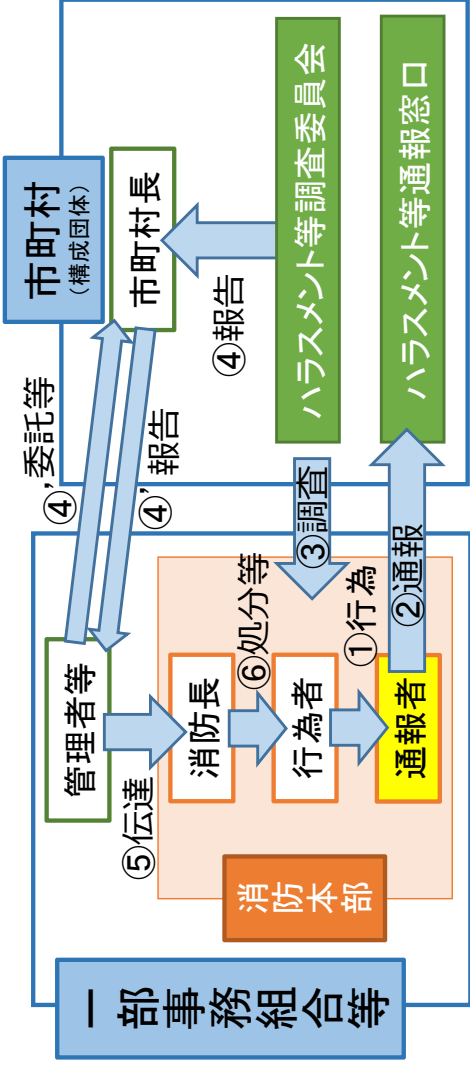 一部事務組合等
消防本部
管理者等
⑤伝達
消防長
⑥処分等
行為者
①行為
通報者
②通報
③調査
④’委託等
④’報告
市町村
（構成団体）
市町村長
④報告
ハラスメント等調査委員会
ハラスメント等通報窓口